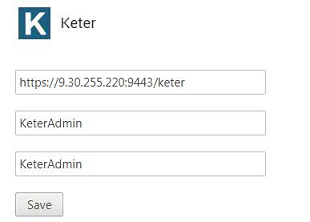 K Keter
https://9.30.255.220:9443/keter
KeterAdmin
KeterAdmin
Save